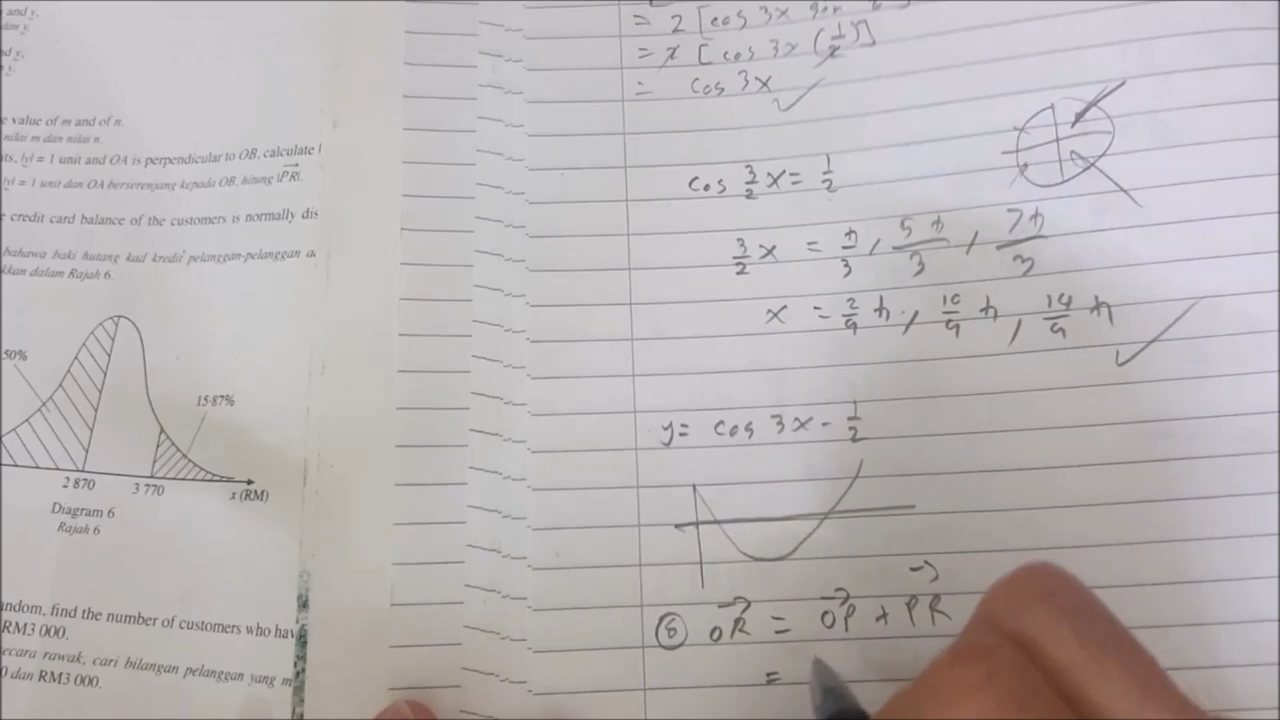 and y.
dan y.
nd y,
y.
e value of m and of n.
nilai m dan nilai n.
ts, |y| = 1 unit and OA is perpendicular to OB, calculate
|y| = 1 unit dan OA berserenjang kepada OB, hitung |PR|.
e credit card balance of the customers is normally dis
bahawa baki hutang kad kredit pelanggan-pelanggan
kkan dalam Rajah 6.
50%
15·87%
2 870
3 770
x (RM)
Diagram 6
Rajah 6
andom, find the number of customers who hav
RM3 000.
ecara rawak, cari bilangan pelanggan yang m
0 dan RM3 000.
= 2 [cos 3x
= 2 [cos 3x (1/2)]
= cos 3x ✓
cos 3/2 x = 1/2
3/2 x = π/3, 5π/3, 7π/3
x = 2/9 π, 10/9 π, 14/9 π
y = cos 3x - 1/2
⑥ OR = OP + PR
=